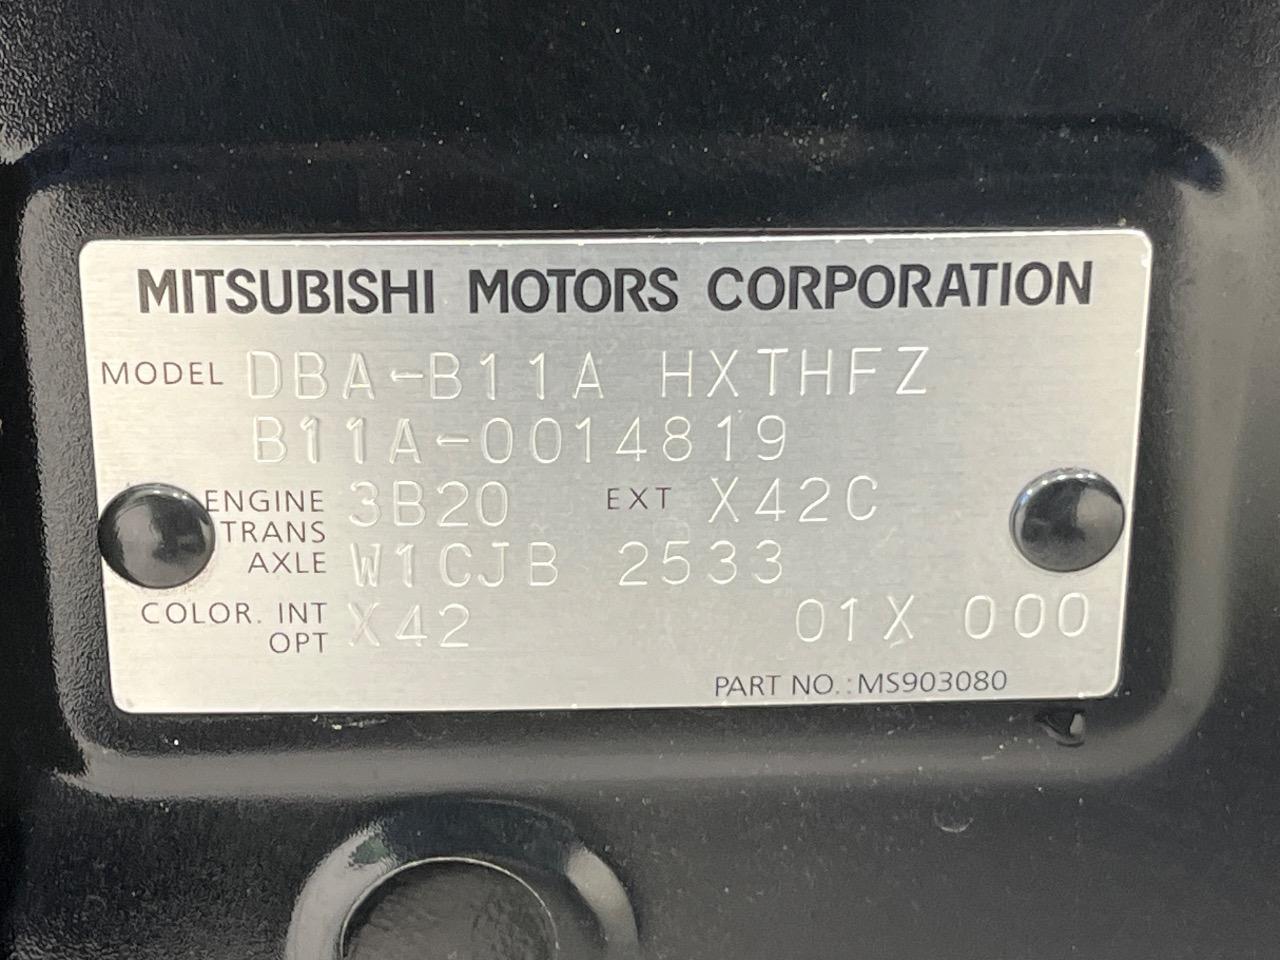 MITSUBISHI MOTORS CORPORATION
MODEL DBA-B11A HXTHFZ
B11A-0014819
ENGINE 3B20 EXT X42C
TRANS
AXLE W1CJB 2533
COLOR. INT X42 01X 000
OPT
PART NO.:MS903080